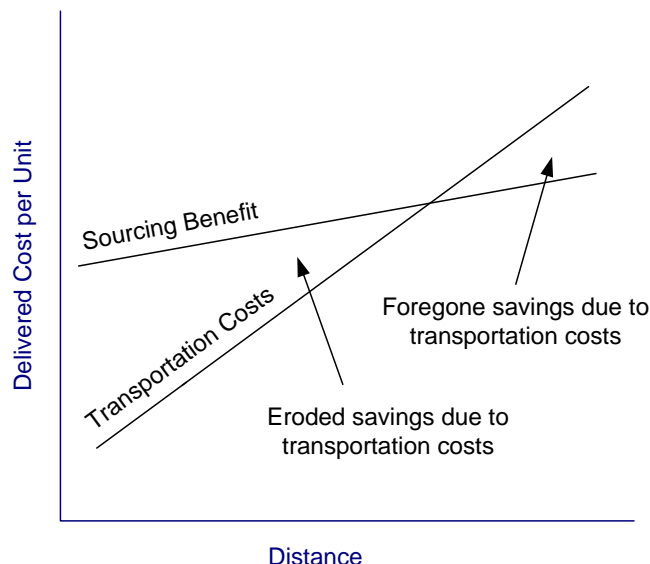 Delivered Cost per Unit
Sourcing Benefit
Transportation Costs
Foregone savings due to
transportation costs
Eroded savings due to
transportation costs
Distance